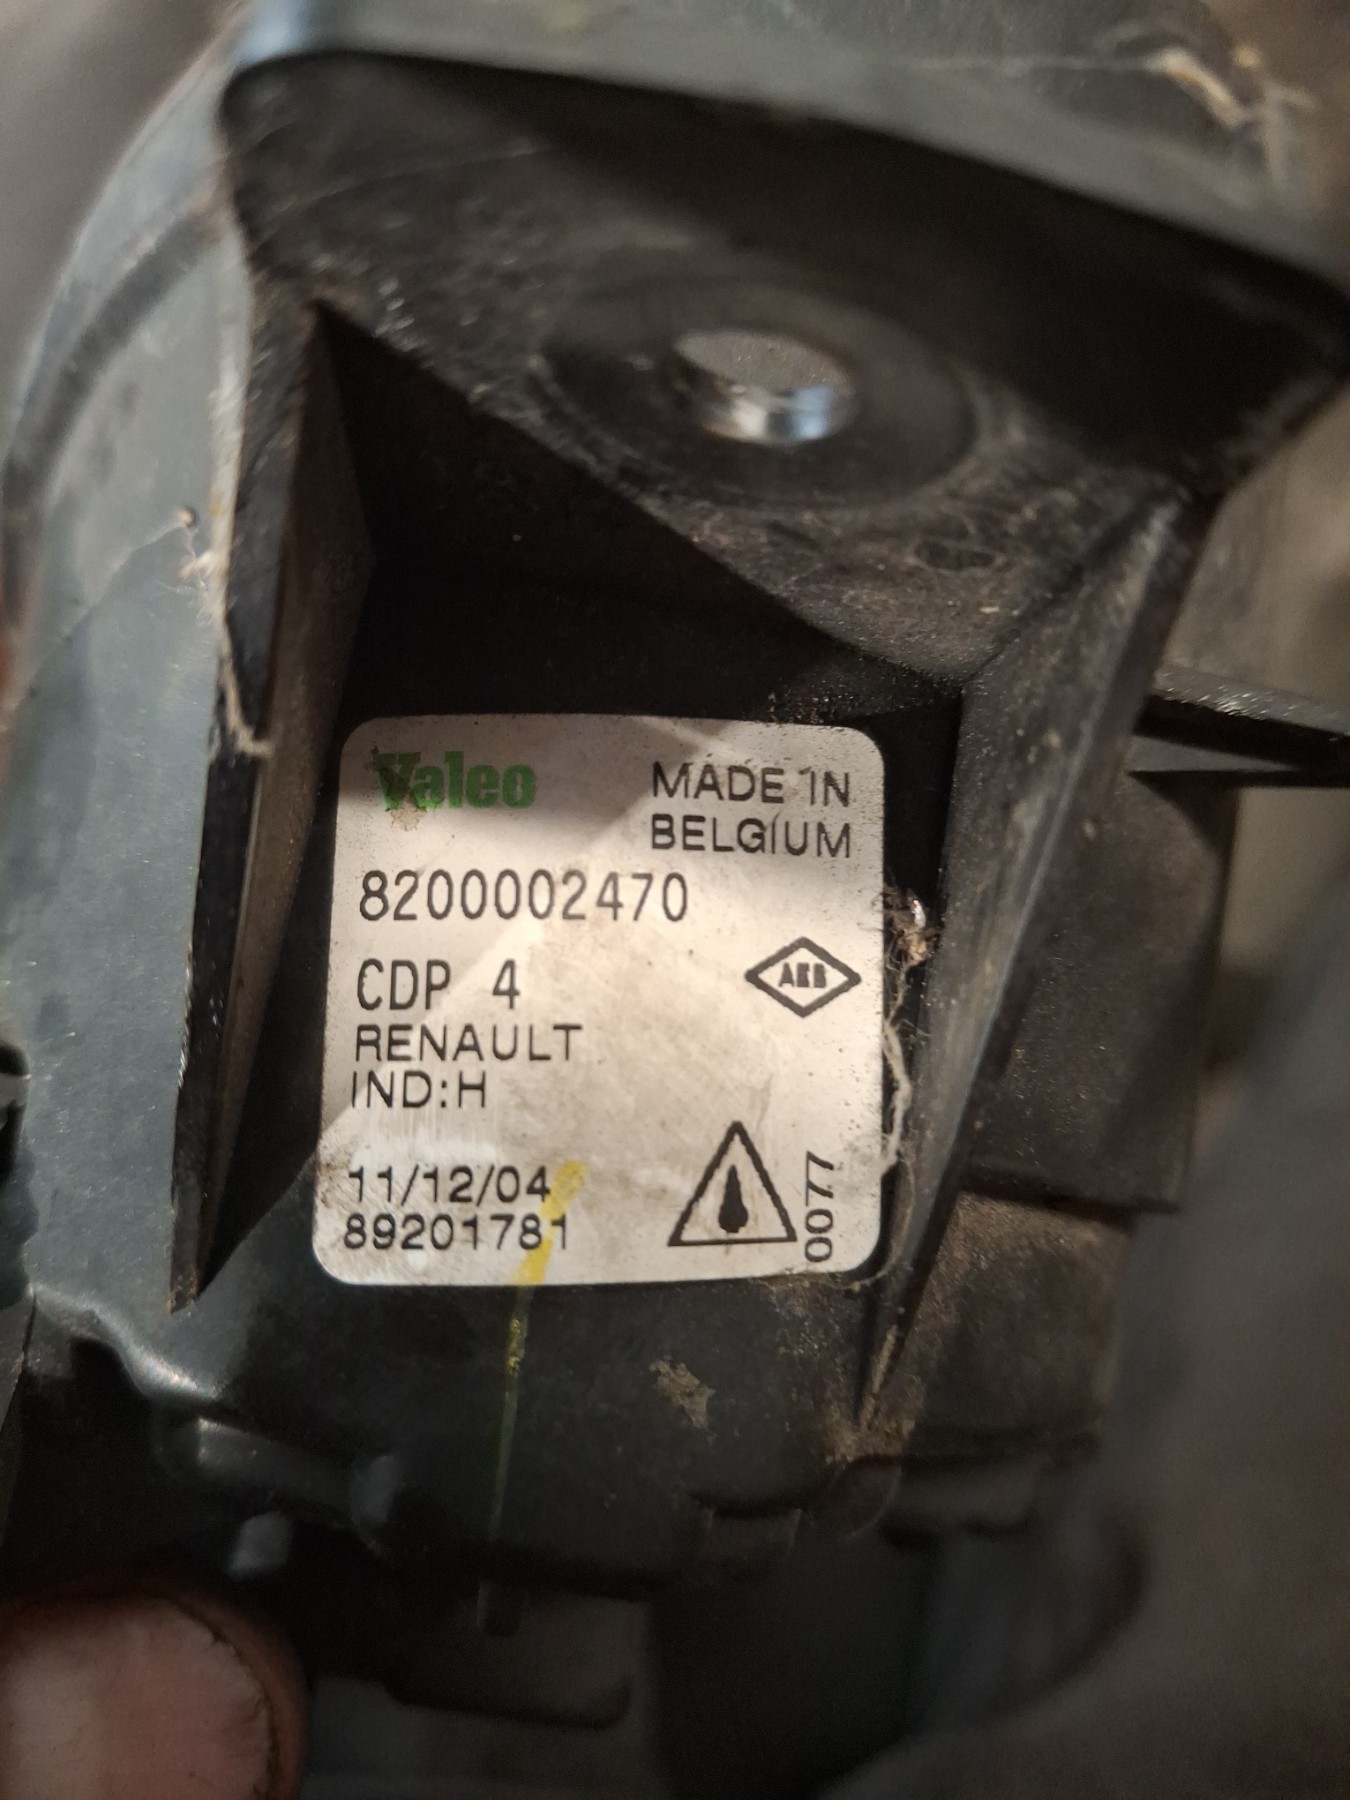 Valeo
MADE IN
BELGIUM
8200002470
CDP 4
RENAULT
IND:H
11/12/04
89201781
0077